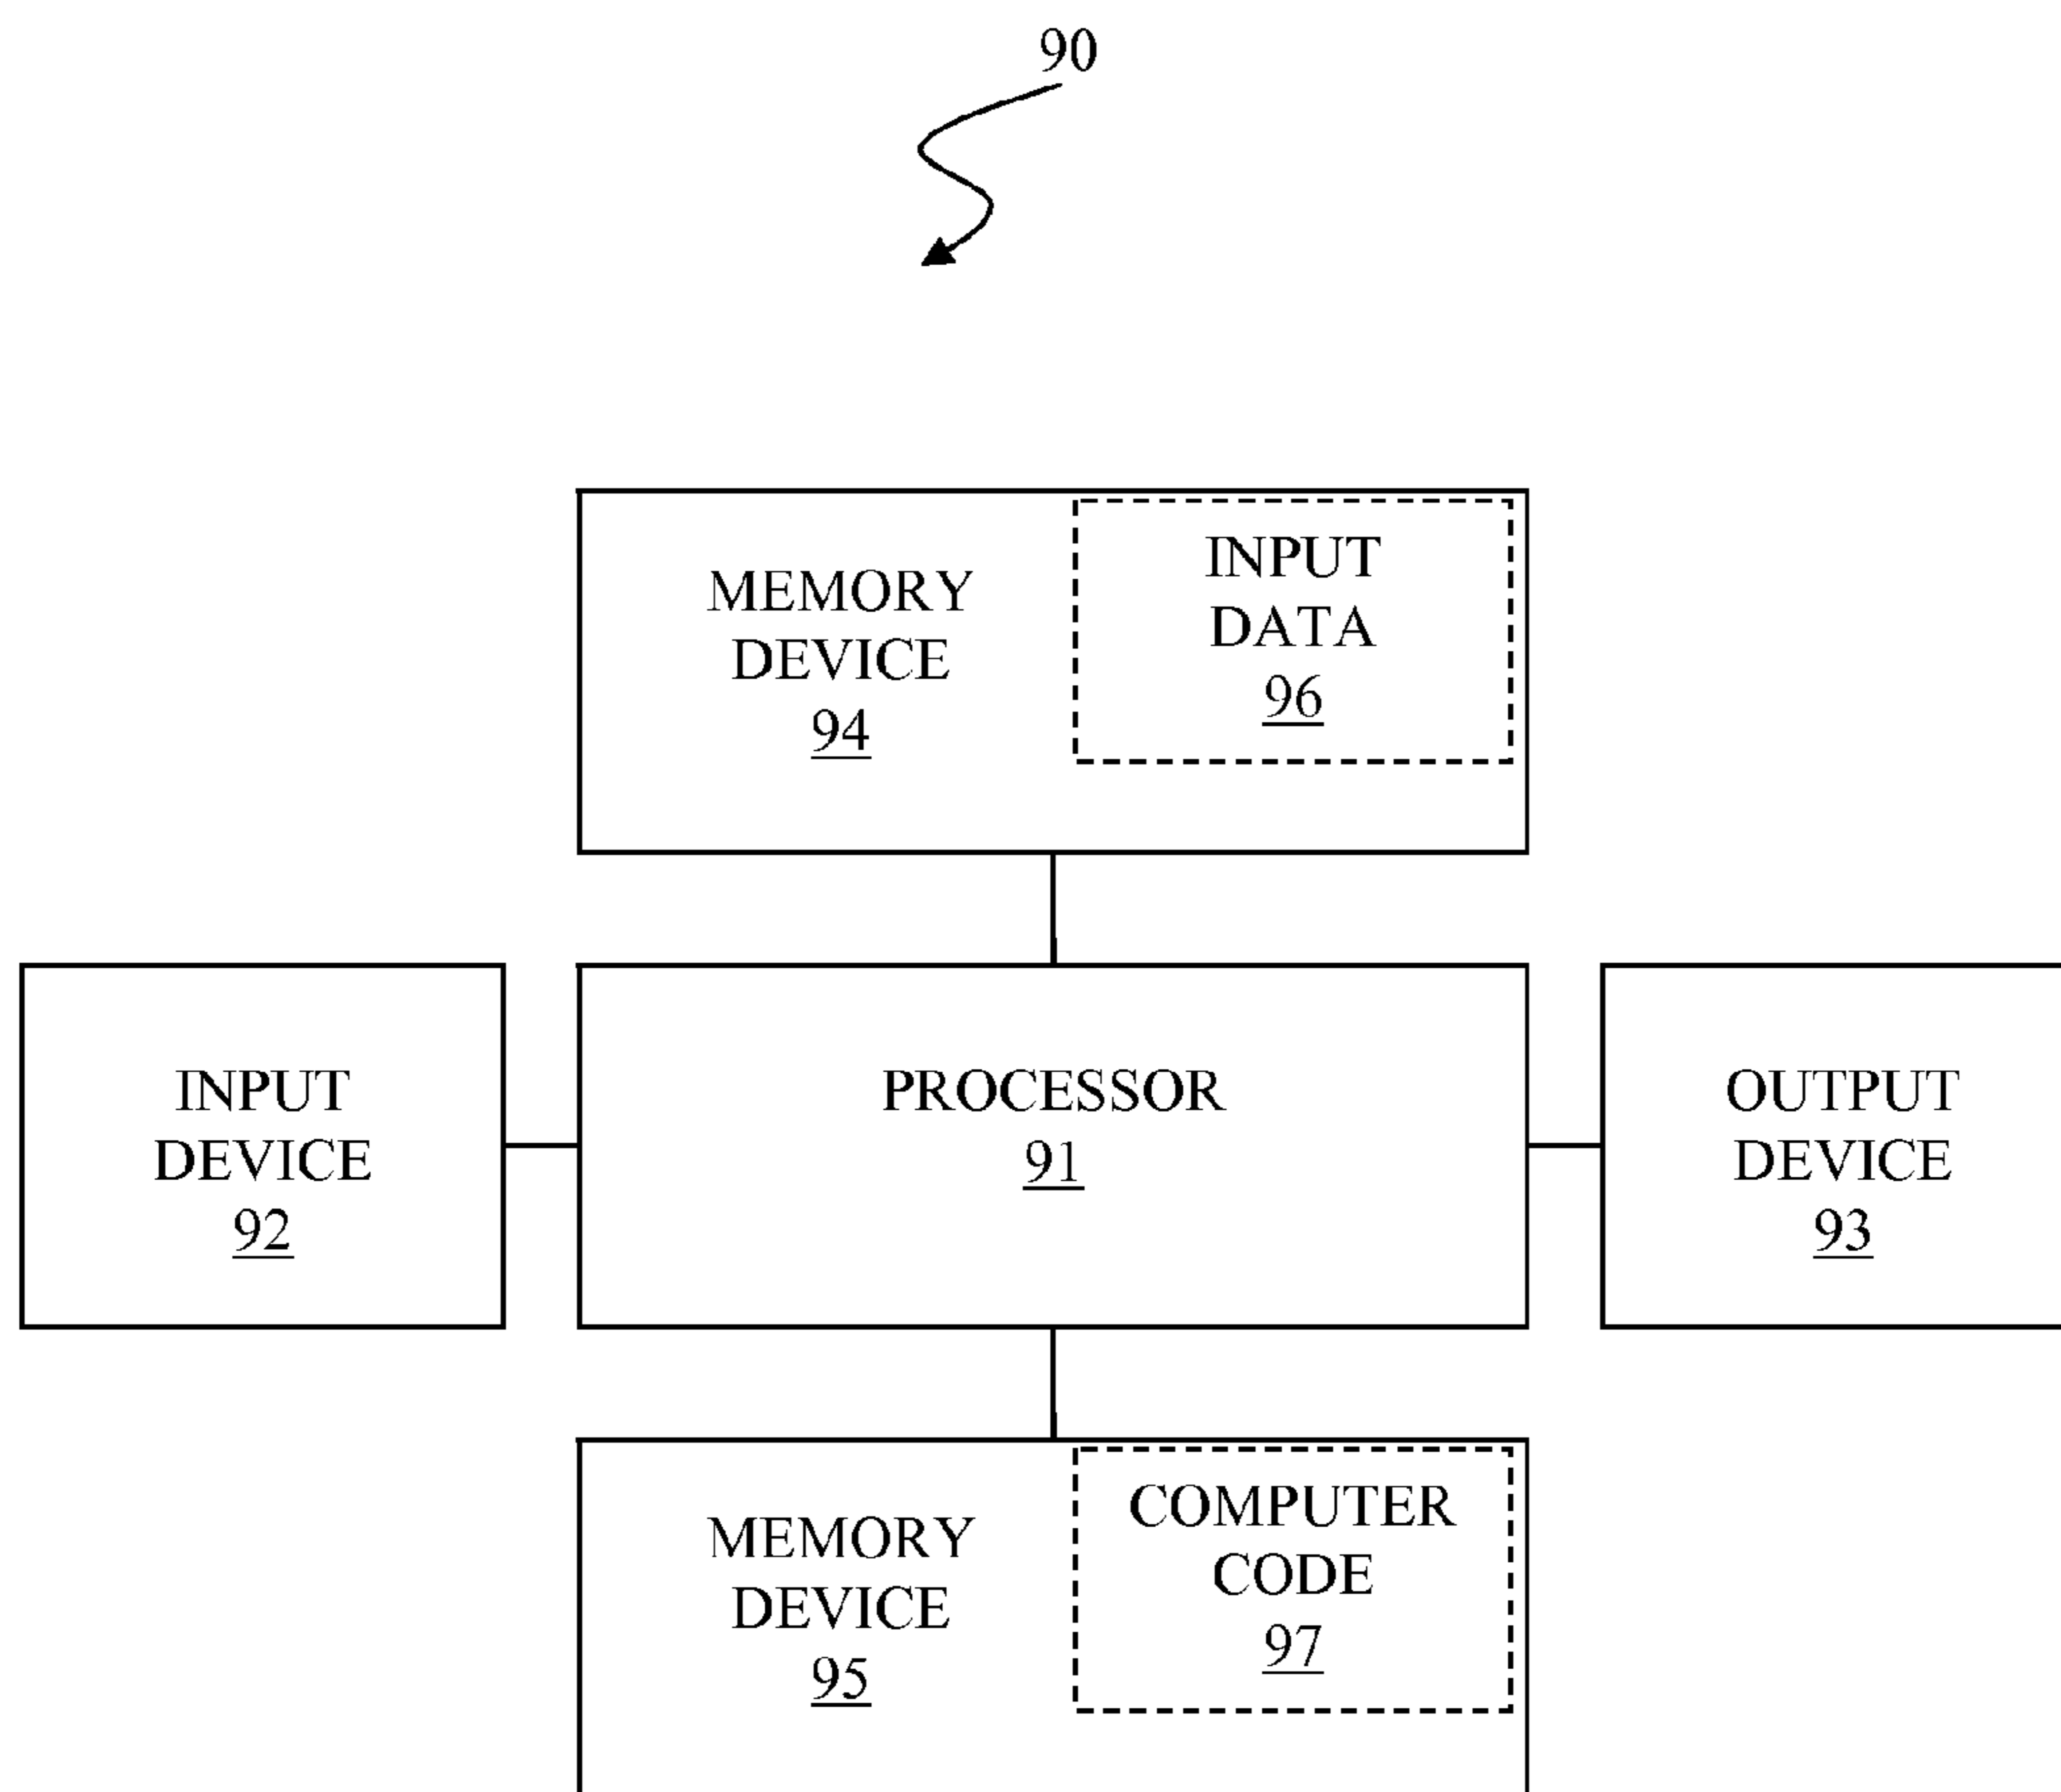 90
MEMORY
DEVICE
94
INPUT
DATA
96
INPUT
DEVICE
92
PROCESSOR
91
OUTPUT
DEVICE
93
MEMORY
DEVICE
95
COMPUTER
CODE
97